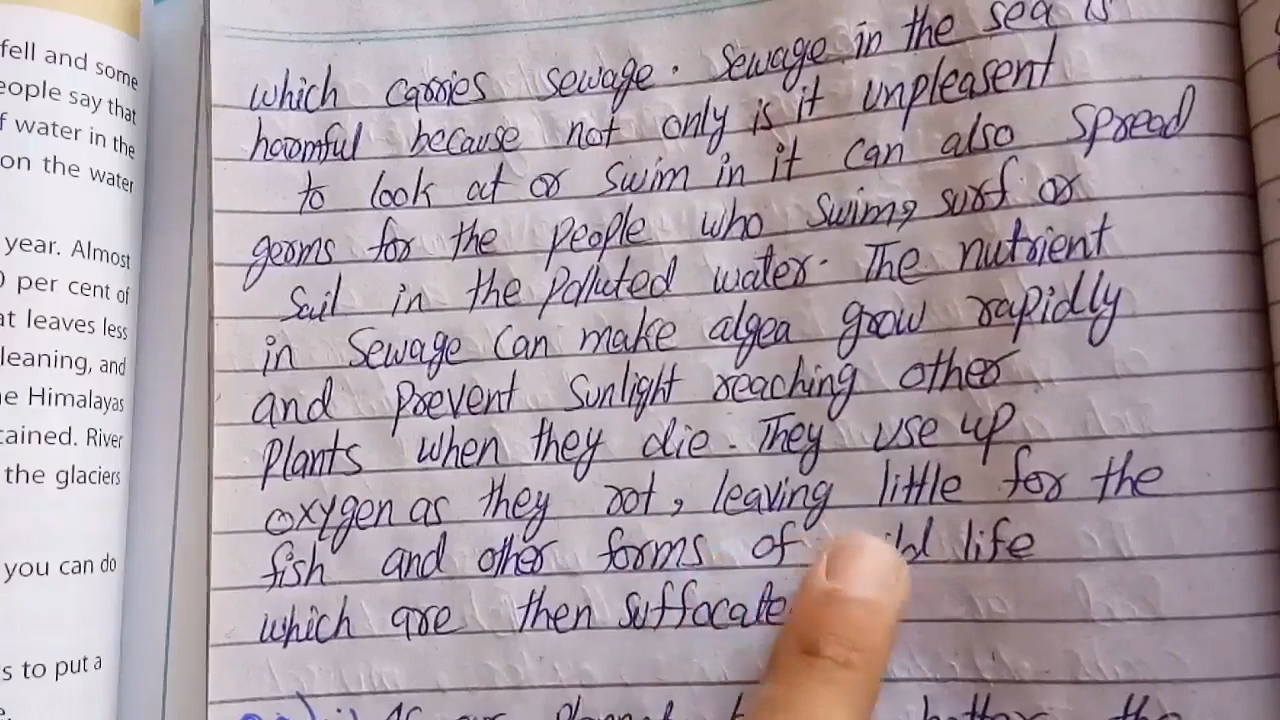 fell and some
eople say that
f water in the
on the water
year. Almost
0 per cent of
at leaves less
leaning, and
e Himalayas
tained. River
the glaciers
you can do
s to put a
which carries sewage. Sewage in the sea is
harmful because not only is it unpleasent
to look at or swim in it can also spread
germs for the people who swim, surf or
Sail in the polluted water. The nutrient
in Sewage can make algea grow rapidly
and prevent Sunlight reaching other
Plants when they die. They use up
oxygen as they rot, leaving little for the
fish and other forms of life
which are then suffocate